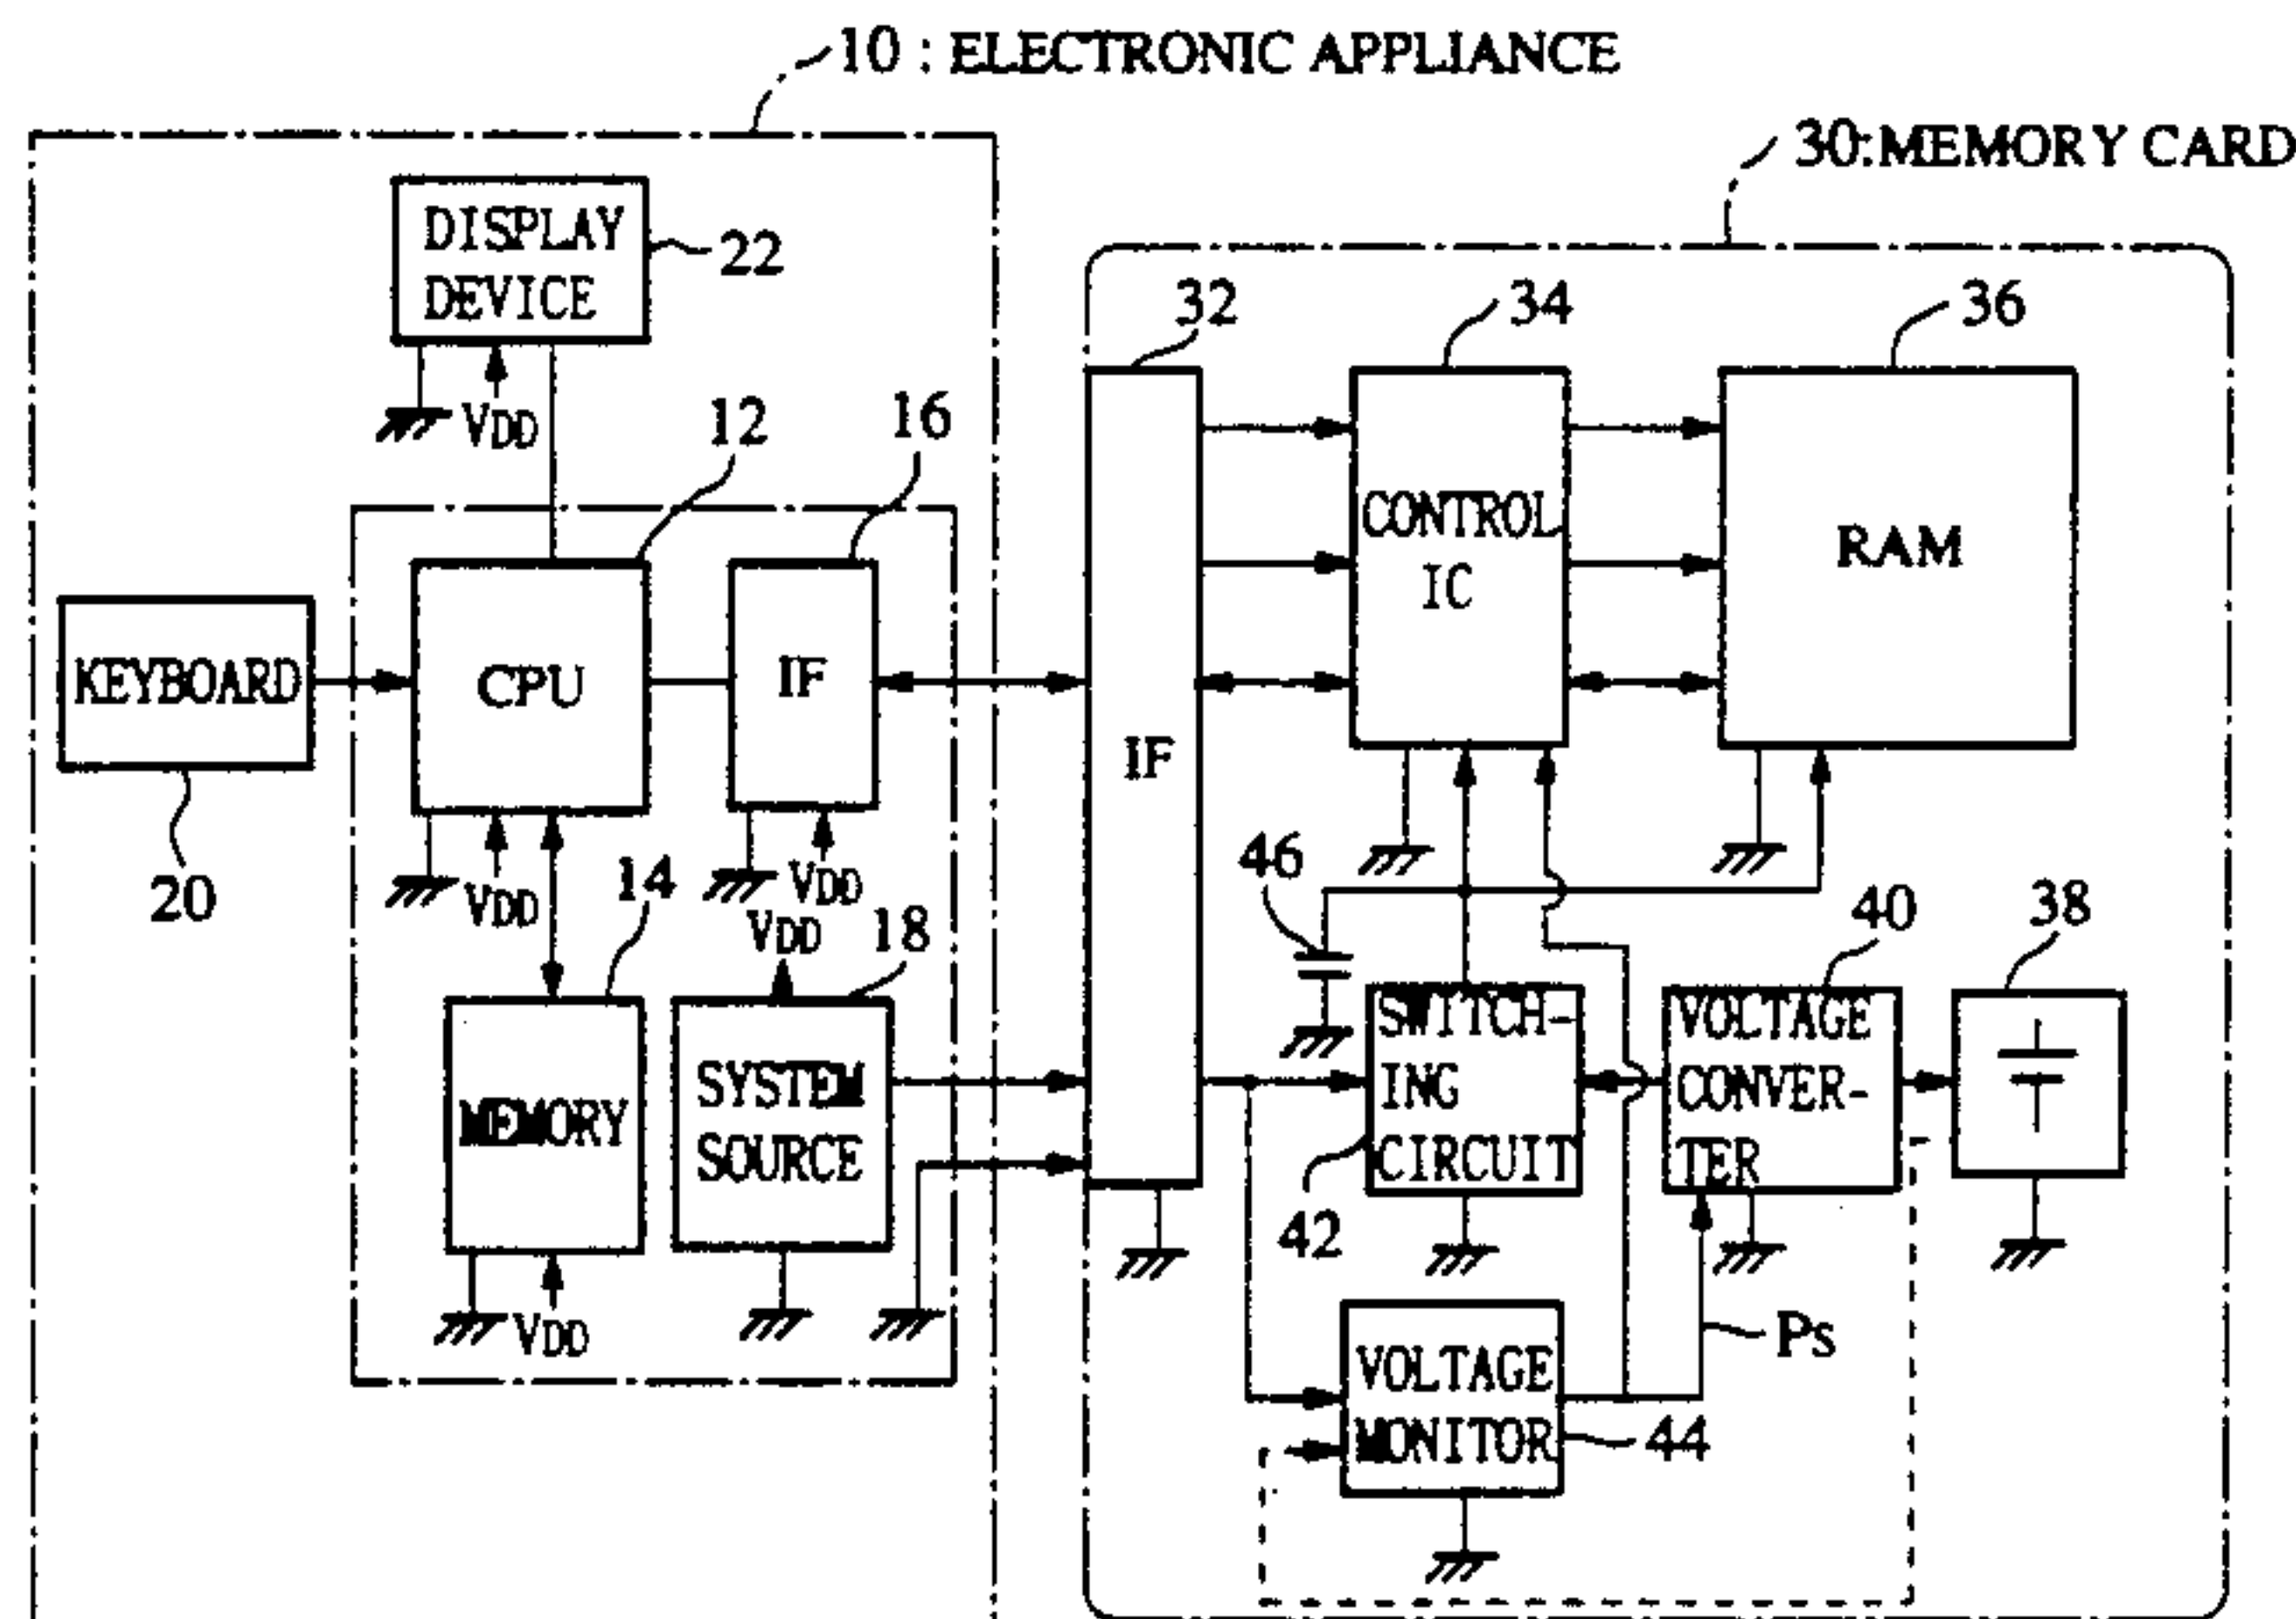 10 : ELECTRONIC APPLIANCE
30:MEMORY CARD
DISPLAY
DEVICE
22
VDD
12
16
32
34
36
KEYBOARD
20
CPU
IF
IF
CONTROL
IC
RAM
VDD
VDD
14
VDD
18
46
40
38
MEMORY
SYSTEM
SOURCE
VDD
SWITCH-
ING
CIRCUIT
42
VOLTAGE
CONVER-
TER
PS
VOLTAGE
MONITOR
44